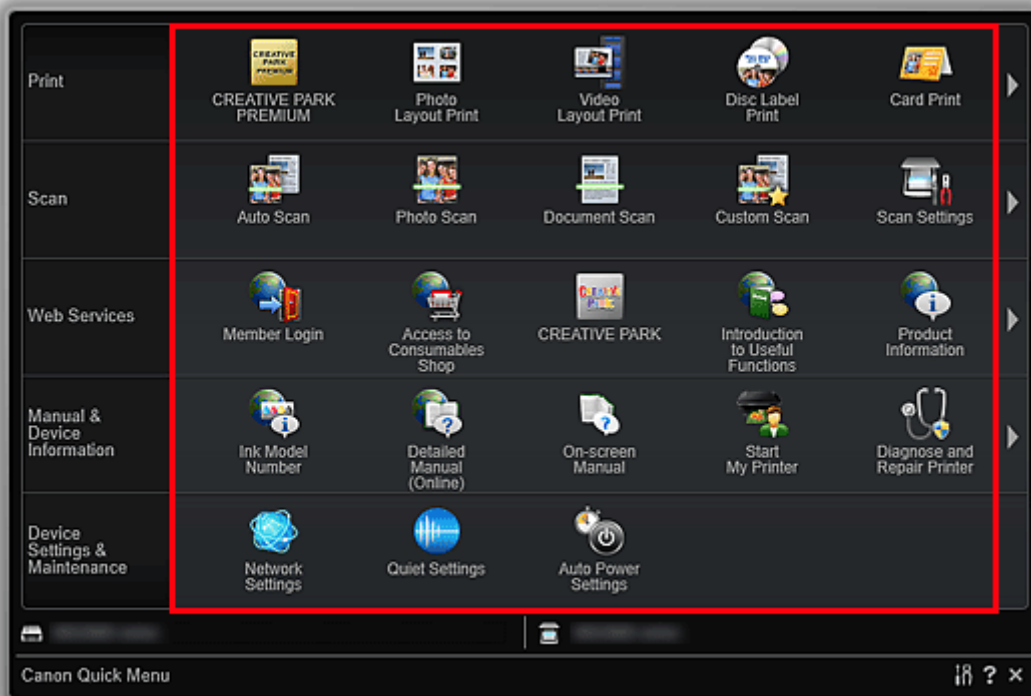 Print
CREATIVE
PARK
PREMIUM
CREATIVE PARK
PREMIUM
Photo
Layout Print
Video
Layout Print
Disc Label
Print
Card Print
Scan
Auto Scan
Photo Scan
Document Scan
Custom Scan
Scan Settings
Web Services
Member Login
Access to
Consumables
Shop
CREATIVE PARK
Introduction
to Useful
Functions
Product
Information
Manual &
Device
Information
Ink Model
Number
Detailed
Manual
(Online)
On-screen
Manual
Start
My Printer
Diagnose and
Repair Printer
Device
Settings &
Maintenance
Network
Settings
Quiet Settings
Auto Power
Settings
Canon Quick Menu